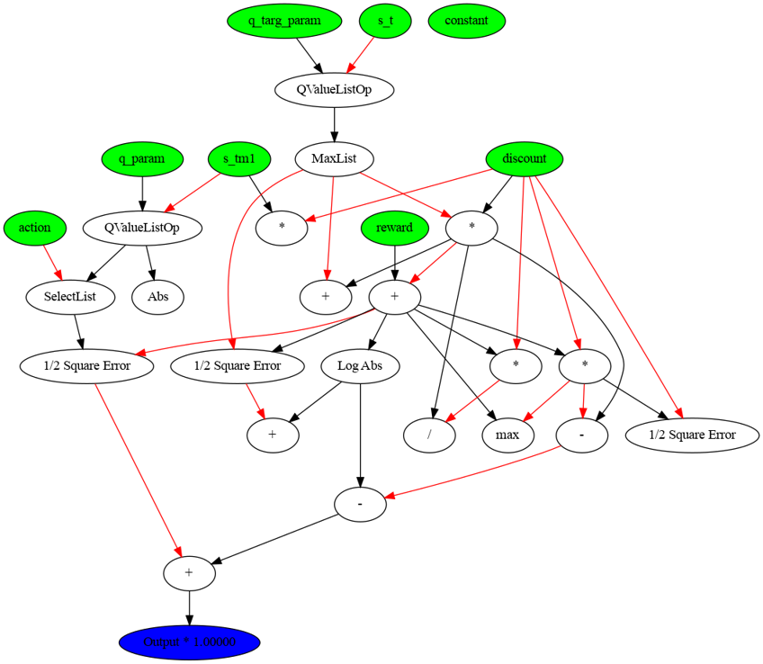 q_targ_param
s_t
constant
QValueListOp
q_param
s_tm1
MaxList
discount
action
QValueListOp
*
reward
*
SelectList
Abs
+
+
1/2 Square Error
1/2 Square Error
Log Abs
*
*
+
/
max
-
1/2 Square Error
-
+
Output * 1.00000